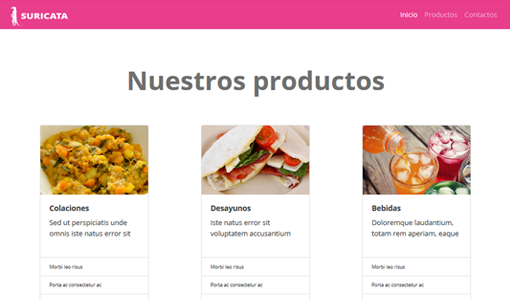 SURICATA
Inicio Productos Contactos
Nuestros productos
Colaciones
Sed ut perspiciatis unde
omnis iste natus error sit
Morbi leo risus
Porta ac consectetur ac
Desayunos
Iste natus error sit
voluptatem accusantium
Morbi leo risus
Porta ac consectetur ac
Bebidas
Doloremque laudantium,
totam rem aperiam, eaque
Morbi leo risus
Porta ac consectetur ac